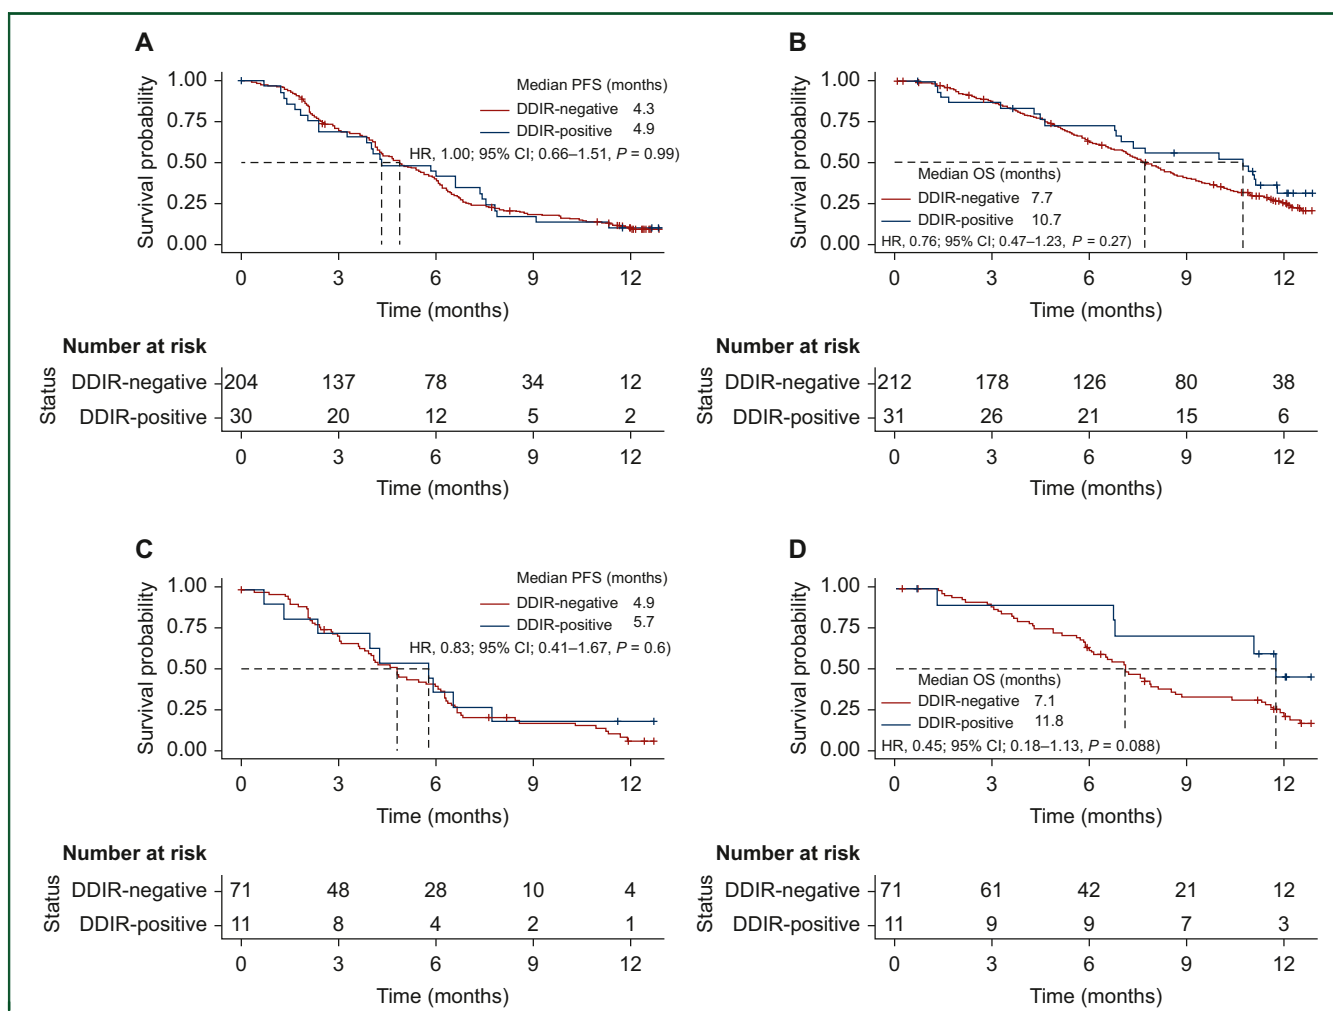 A
Survival probability
1.00
0.75
0.50
0.25
0.00
Median PFS (months)
DDIR-negative 4.3
DDIR-positive 4.9
HR, 1.00; 95% CI; 0.66–1.51, P = 0.99)
0 3 6 9 12
Time (months)
Number at risk
Status
DDIR-negative 204 137 78 34 12
DDIR-positive 30 20 12 5 2
0 3 6 9 12
Time (months)
B
Survival probability
1.00
0.75
0.50
0.25
0.00
Median OS (months)
DDIR-negative 7.7
DDIR-positive 10.7
HR, 0.76; 95% CI; 0.47–1.23, P = 0.27)
0 3 6 9 12
Time (months)
Number at risk
Status
DDIR-negative 212 178 126 80 38
DDIR-positive 31 26 21 15 6
0 3 6 9 12
Time (months)
C
Survival probability
1.00
0.75
0.50
0.25
0.00
Median PFS (months)
DDIR-negative 4.9
DDIR-positive 5.7
HR, 0.83; 95% CI; 0.41–1.67, P = 0.6)
0 3 6 9 12
Time (months)
Number at risk
Status
DDIR-negative 71 48 28 10 4
DDIR-positive 11 8 4 2 1
0 3 6 9 12
Time (months)
D
Survival probability
1.00
0.75
0.50
0.25
0.00
Median OS (months)
DDIR-negative 7.1
DDIR-positive 11.8
HR, 0.45; 95% CI; 0.18–1.13, P = 0.088)
0 3 6 9 12
Time (months)
Number at risk
Status
DDIR-negative 71 61 42 21 12
DDIR-positive 11 9 9 7 3
0 3 6 9 12
Time (months)